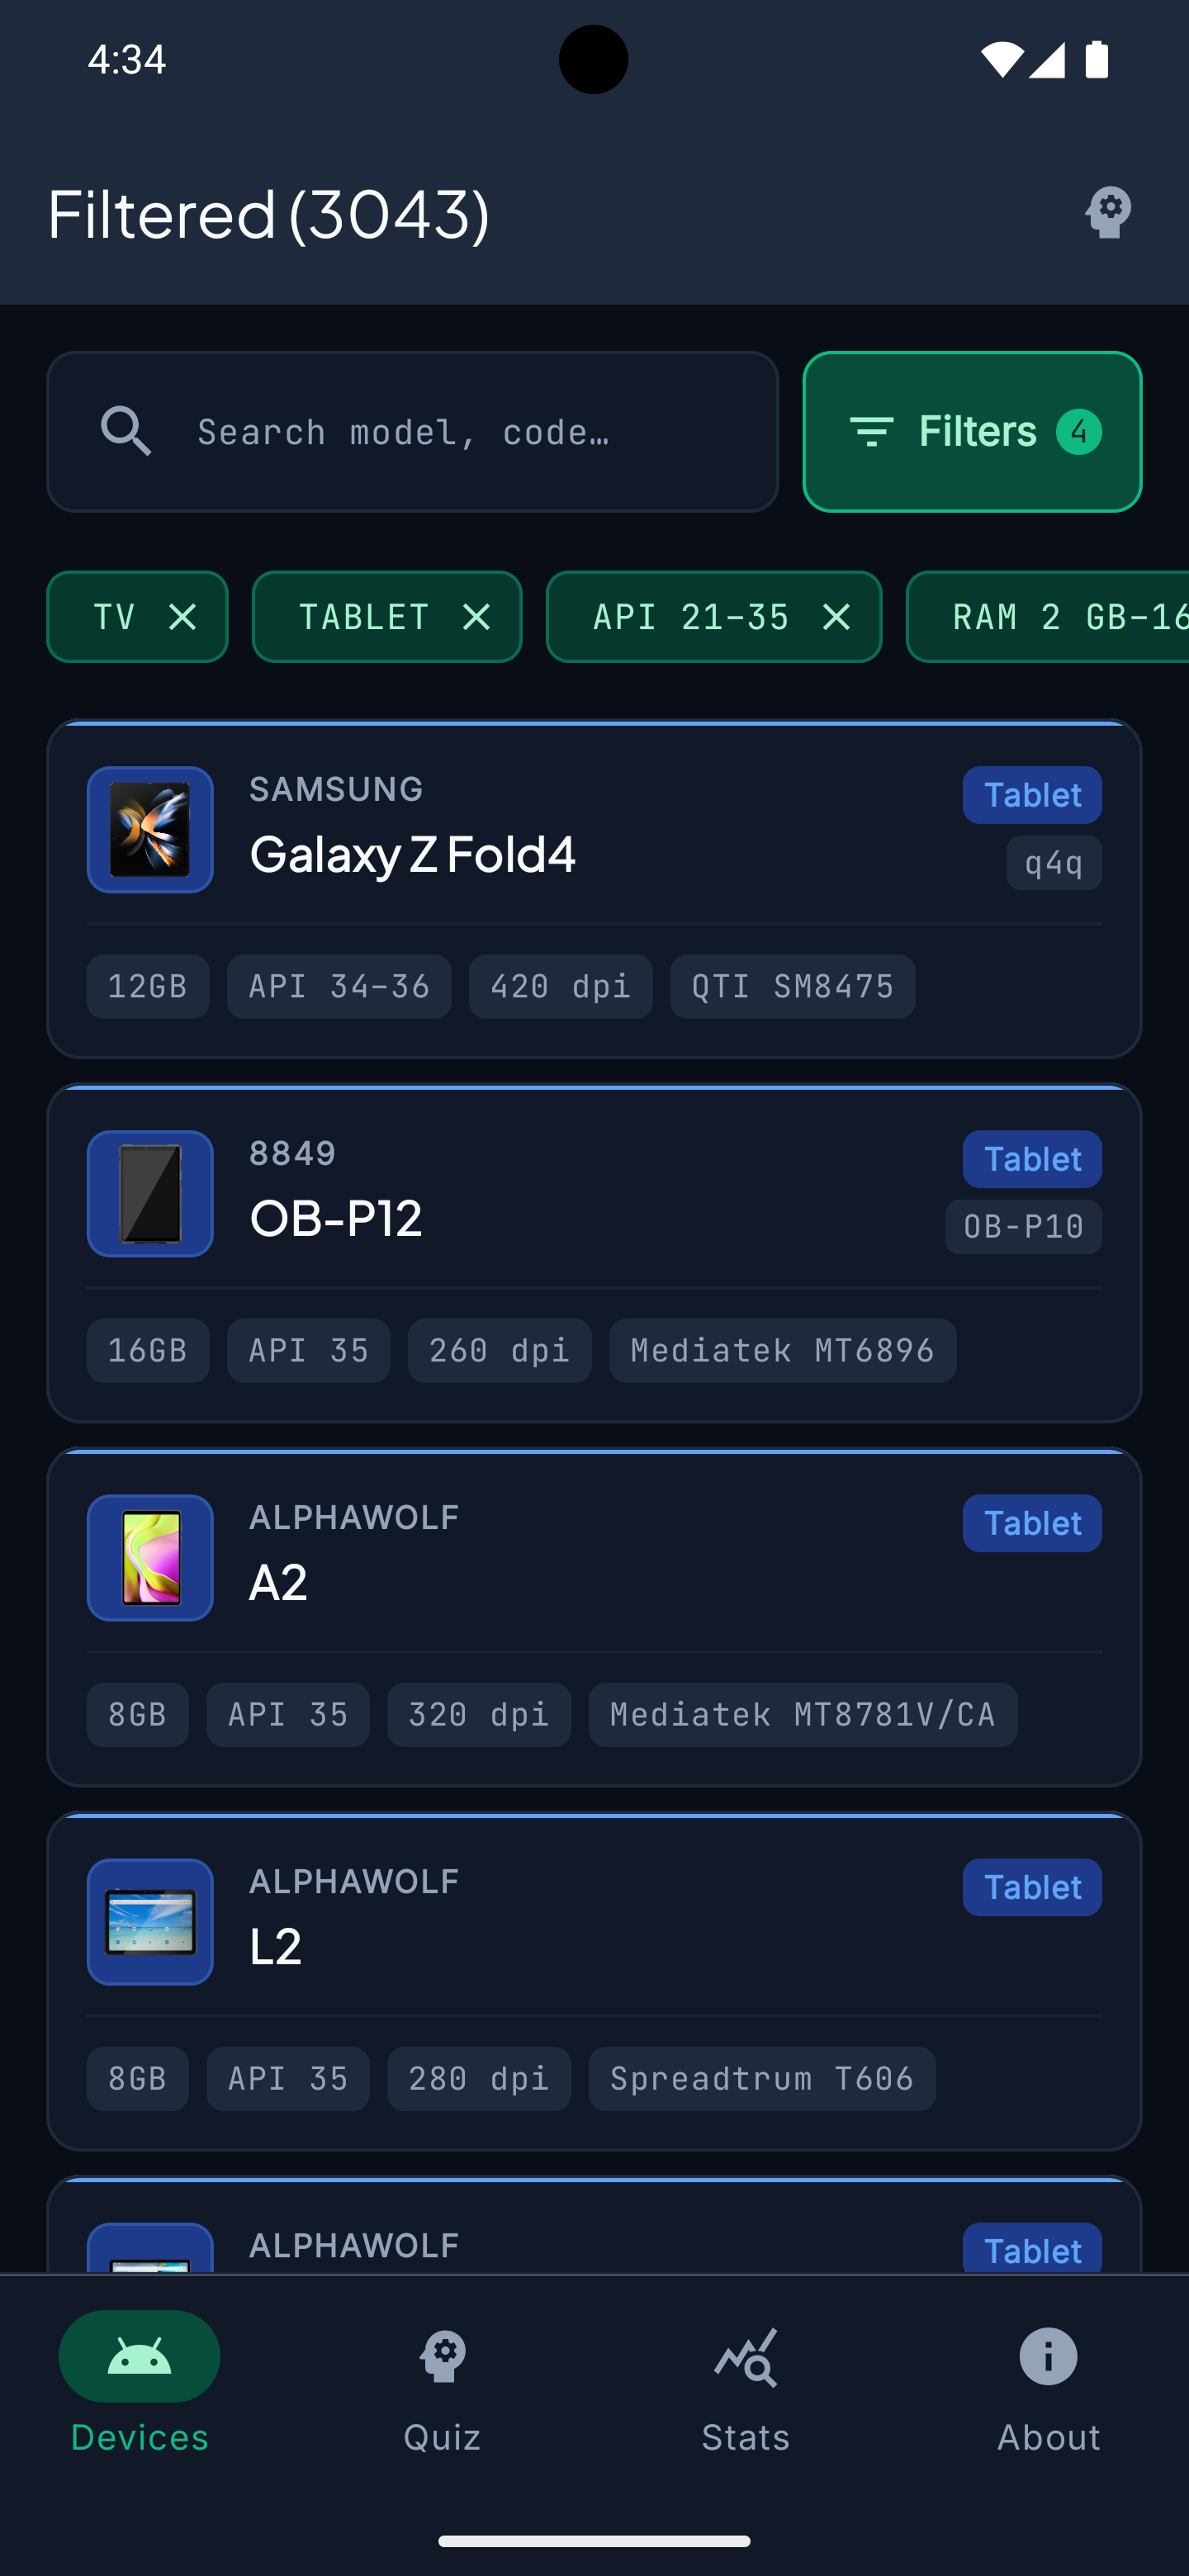 4:34
Filtered (3043)
Search model, code…
Filters 4
TV
TABLET
API 21–35
RAM 2 GB–16
SAMSUNG
Galaxy Z Fold4
Tablet
q4q
12GB
API 34–36
420 dpi
QTI SM8475
8849
OB-P12
Tablet
OB-P10
16GB
API 35
260 dpi
Mediatek MT6896
ALPHAWOLF
A2
Tablet
8GB
API 35
320 dpi
Mediatek MT8781V/CA
ALPHAWOLF
L2
Tablet
8GB
API 35
280 dpi
Spreadtrum T606
ALPHAWOLF
Tablet
Devices
Quiz
Stats
About